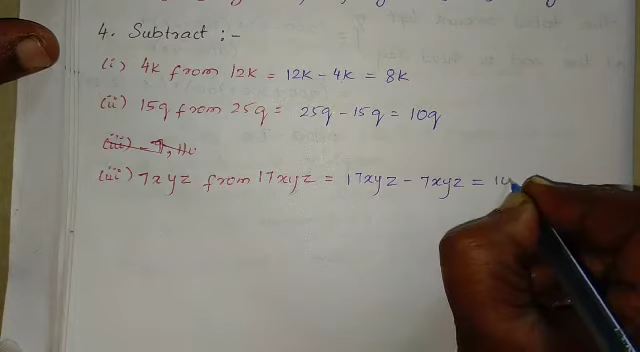 4. Subtract :-
(i) 4k from 12k = 12k - 4k = 8k
(ii) 15q from 25q = 25q - 15q = 10q
(iii)
(iii) 7xyz from 17xyz = 17xyz - 7xyz = 10